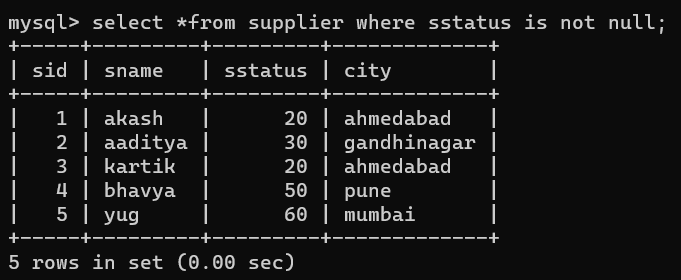 mysql> select *from supplier where sstatus is not null;
+-----+---------+---------+-------------+
| sid | sname   | sstatus | city        |
+-----+---------+---------+-------------+
|   1 | akash   |      20 | ahmedabad   |
|   2 | aaditya |      30 | gandhinagar |
|   3 | kartik  |      20 | ahmedabad   |
|   4 | bhavya  |      50 | pune        |
|   5 | yug     |      60 | mumbai      |
+-----+---------+---------+-------------+
5 rows in set (0.00 sec)